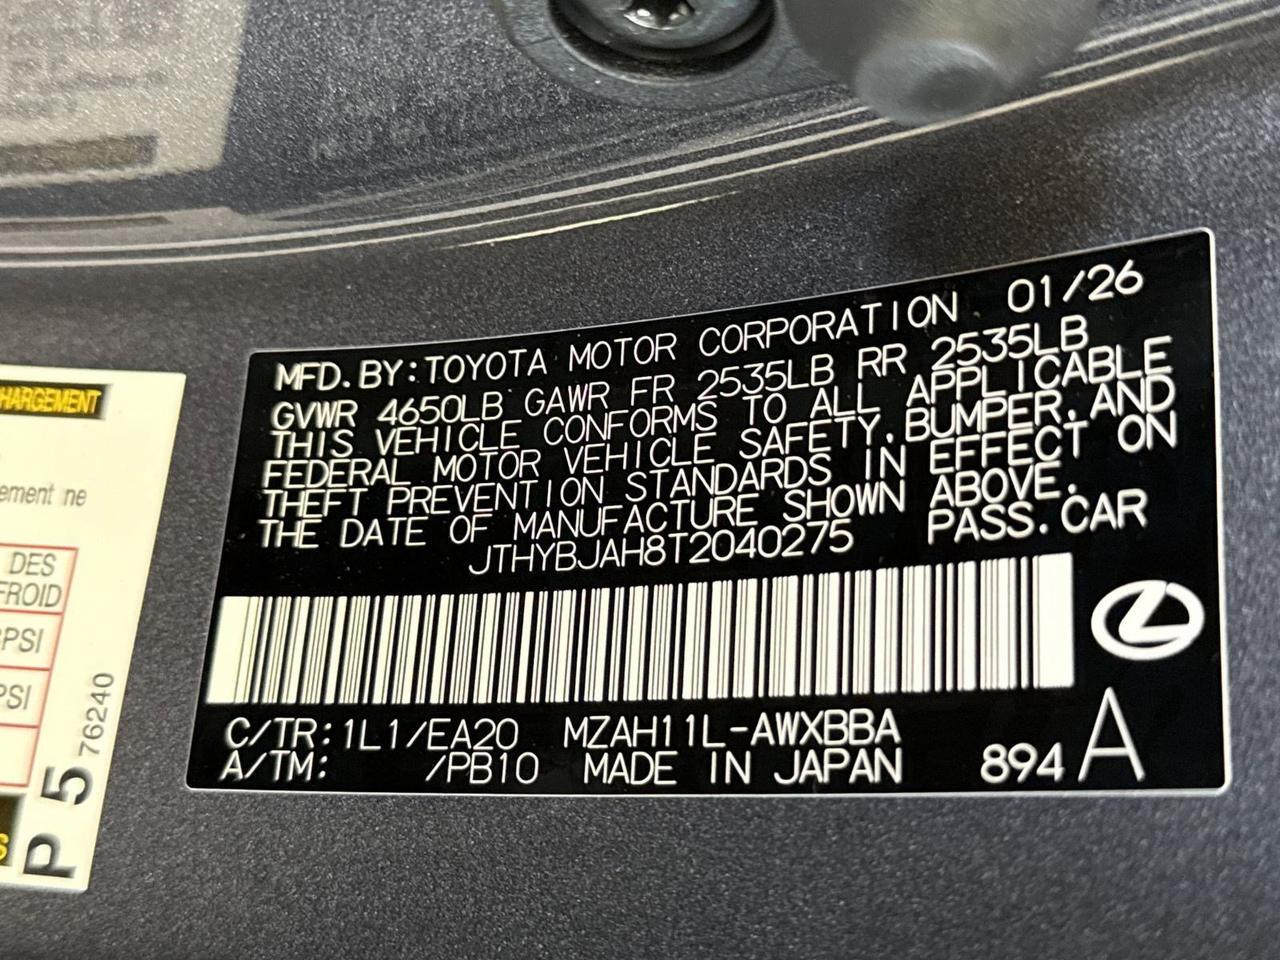 MFD. BY: TOYOTA MOTOR CORPORATION 01/26
GVWR 4650LB GAWR FR 2535LB RR 2535LB
THIS VEHICLE CONFORMS TO ALL APPLICABLE
FEDERAL MOTOR VEHICLE SAFETY, BUMPER, AND
THEFT PREVENTION STANDARDS IN EFFECT ON
THE DATE OF MANUFACTURE SHOWN ABOVE.
JTHYBJAH8T2040275 PASS. CAR
C/TR: 1L1/EA20 MZAH11L-AWXBBA
A/TM: /PB10 MADE IN JAPAN 894 A
DES
PSI
PSI
P 5 76240